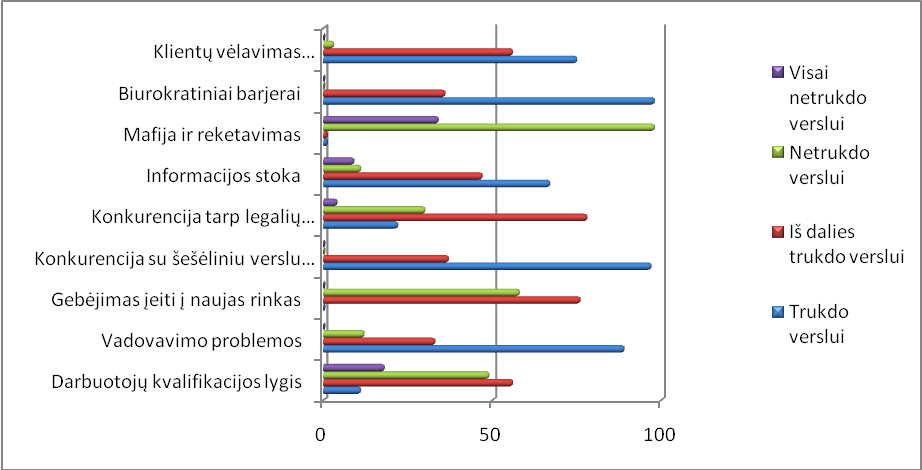 Klientų vėlavimas...
Biurokratiniai barjerai
Mafija ir reketavimas
Informacijos stoka
Konkurencija tarp legalių...
Konkurencija su šešėliniu verslu...
Gebėjimas įeiti į naujas rinkas
Vadovavimo problemos
Darbuotojų kvalifikacijos lygis
0 50 100
Visai
netrukdo
verslui
Netrukdo
verslui
Iš dalies
trukdo verslui
Trukdo
verslui